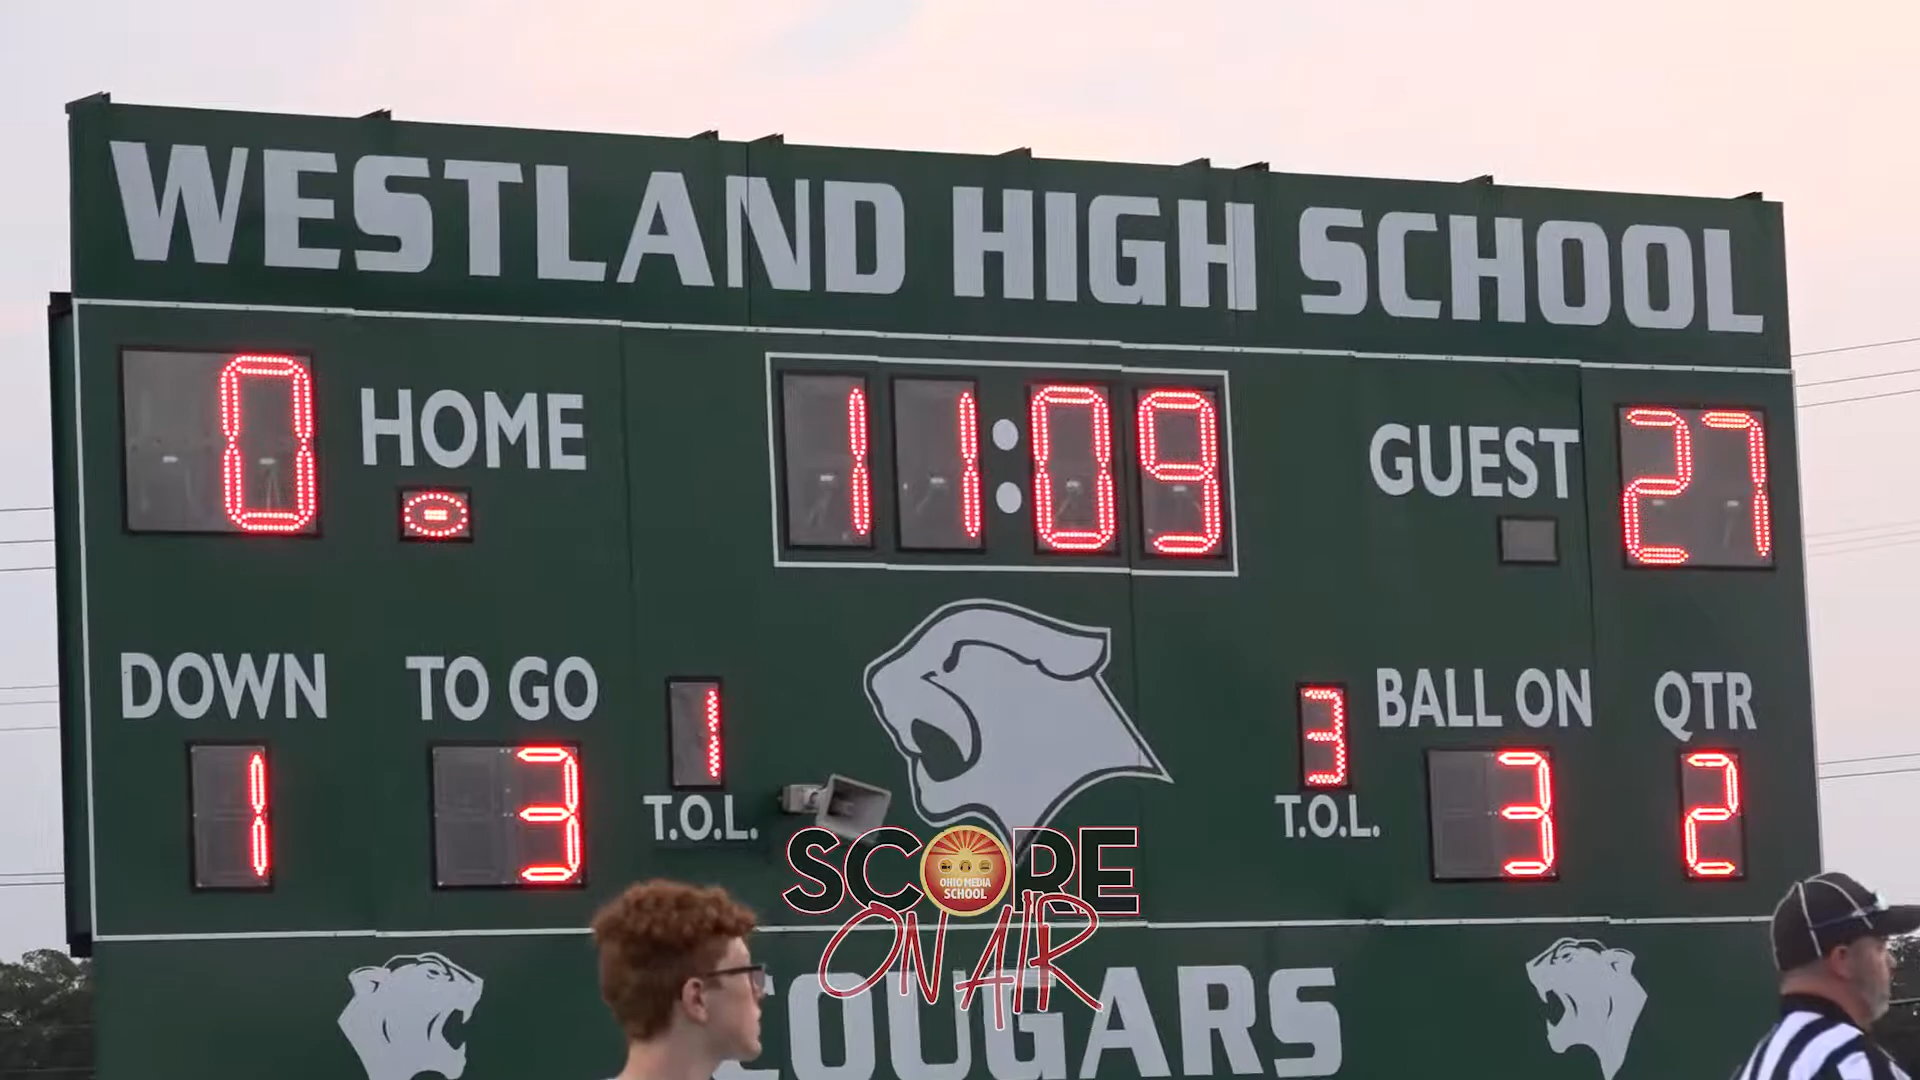 WESTLAND HIGH SCHOOL
0 HOME 11:09 GUEST 27
DOWN TO GO BALL ON QTR
1 3 1 3 3 2
T.O.L. T.O.L.
SCORE
OHIO MEDIA
SCHOOL
ON AIR
COUGARS